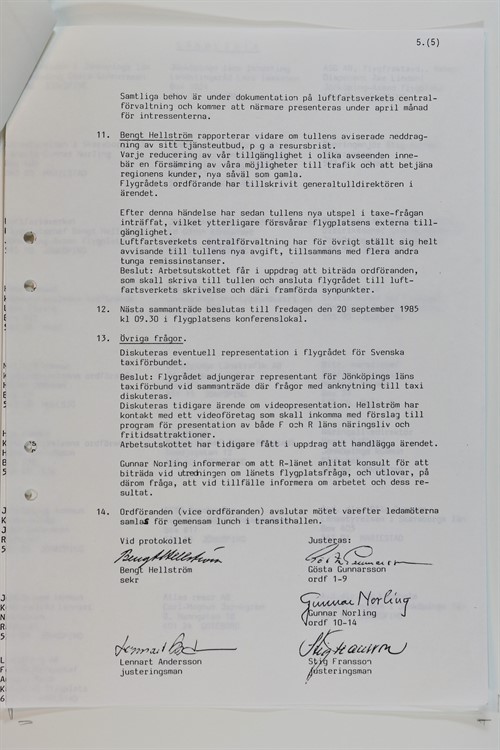 5.(5)
Samtliga behov är under dokumentation på luftfartsverkets central-
förvaltning och kommer att närmare presenteras under april månad
för intressenterna.
11. Bengt Hellström rapporterar vidare om tullens aviserade neddrag-
ning av sitt tjänsteutbud, p g a resursbrist.
Varje reducering av vår tillgänglighet i olika avseenden inne-
bär en försämring av våra möjligheter till trafik och att betjäna
regionens kunder, nya såväl som gamla.
Flygrådets ordförande har tillskrivit generaltulldirektören i
ärendet.
Efter denna händelse har sedan tullens nya utspel i taxe-frågan
inträffat, vilket ytterligare försvårar flygplatsens externa till-
gänglighet.
Luftfartsverkets centralförvaltning har för övrigt ställt sig helt
avvisande till tullens nya avgift, tillsammans med flera andra
tunga remissinstanser.
Beslut: Arbetsutskottet får i uppdrag att biträda ordföranden,
som skall skriva till tullen och ansluta flygrådet till luft-
fartsverkets skrivelse och däri framförda synpunkter.
12. Nästa sammanträde beslutas till fredagen den 20 september 1985
kl 09.30 i flygplatsens konferenslokal.
13. Övriga frågor.
Diskuteras eventuell representation i flygrådet för Svenska
taxiförbundet.
Beslut: Flygrådet adjungerar representant för Jönköpings läns
taxiförbund vid sammanträde där frågor med anknytning till taxi
diskuteras.
Diskuteras tidigare ärende om videopresentation. Hellström har
kontakt med ett videoföretag som skall inkomma med förslag till
program för presentation av både F och R läns näringsliv och
fritidsattraktioner.
Arbetsutskottet har tidigare fått i uppdrag att handlägga ärendet.
Gunnar Norling informerar om att R-länet anlitat konsult för att
biträda vid utredningen om länets flygplatsfråga, och utlovar, på
därom fråga, att vid tillfälle informera om arbetet och dess re-
sultat.
14. Ordföranden (vice ordföranden) avslutar mötet varefter ledamöterna
samlas för gemensam lunch i transithallen.
Vid protokollet Justeras:
Bengt Hellström Gösta Gunnarsson
Bengt Hellström Gösta Gunnarsson
sekr ordf 1-9
Gunnar Norling
Gunnar Norling
ordf 10-14
Lennart Andersson Stig Fransson
Lennart Andersson Stig Fransson
justeringsman justeringsman